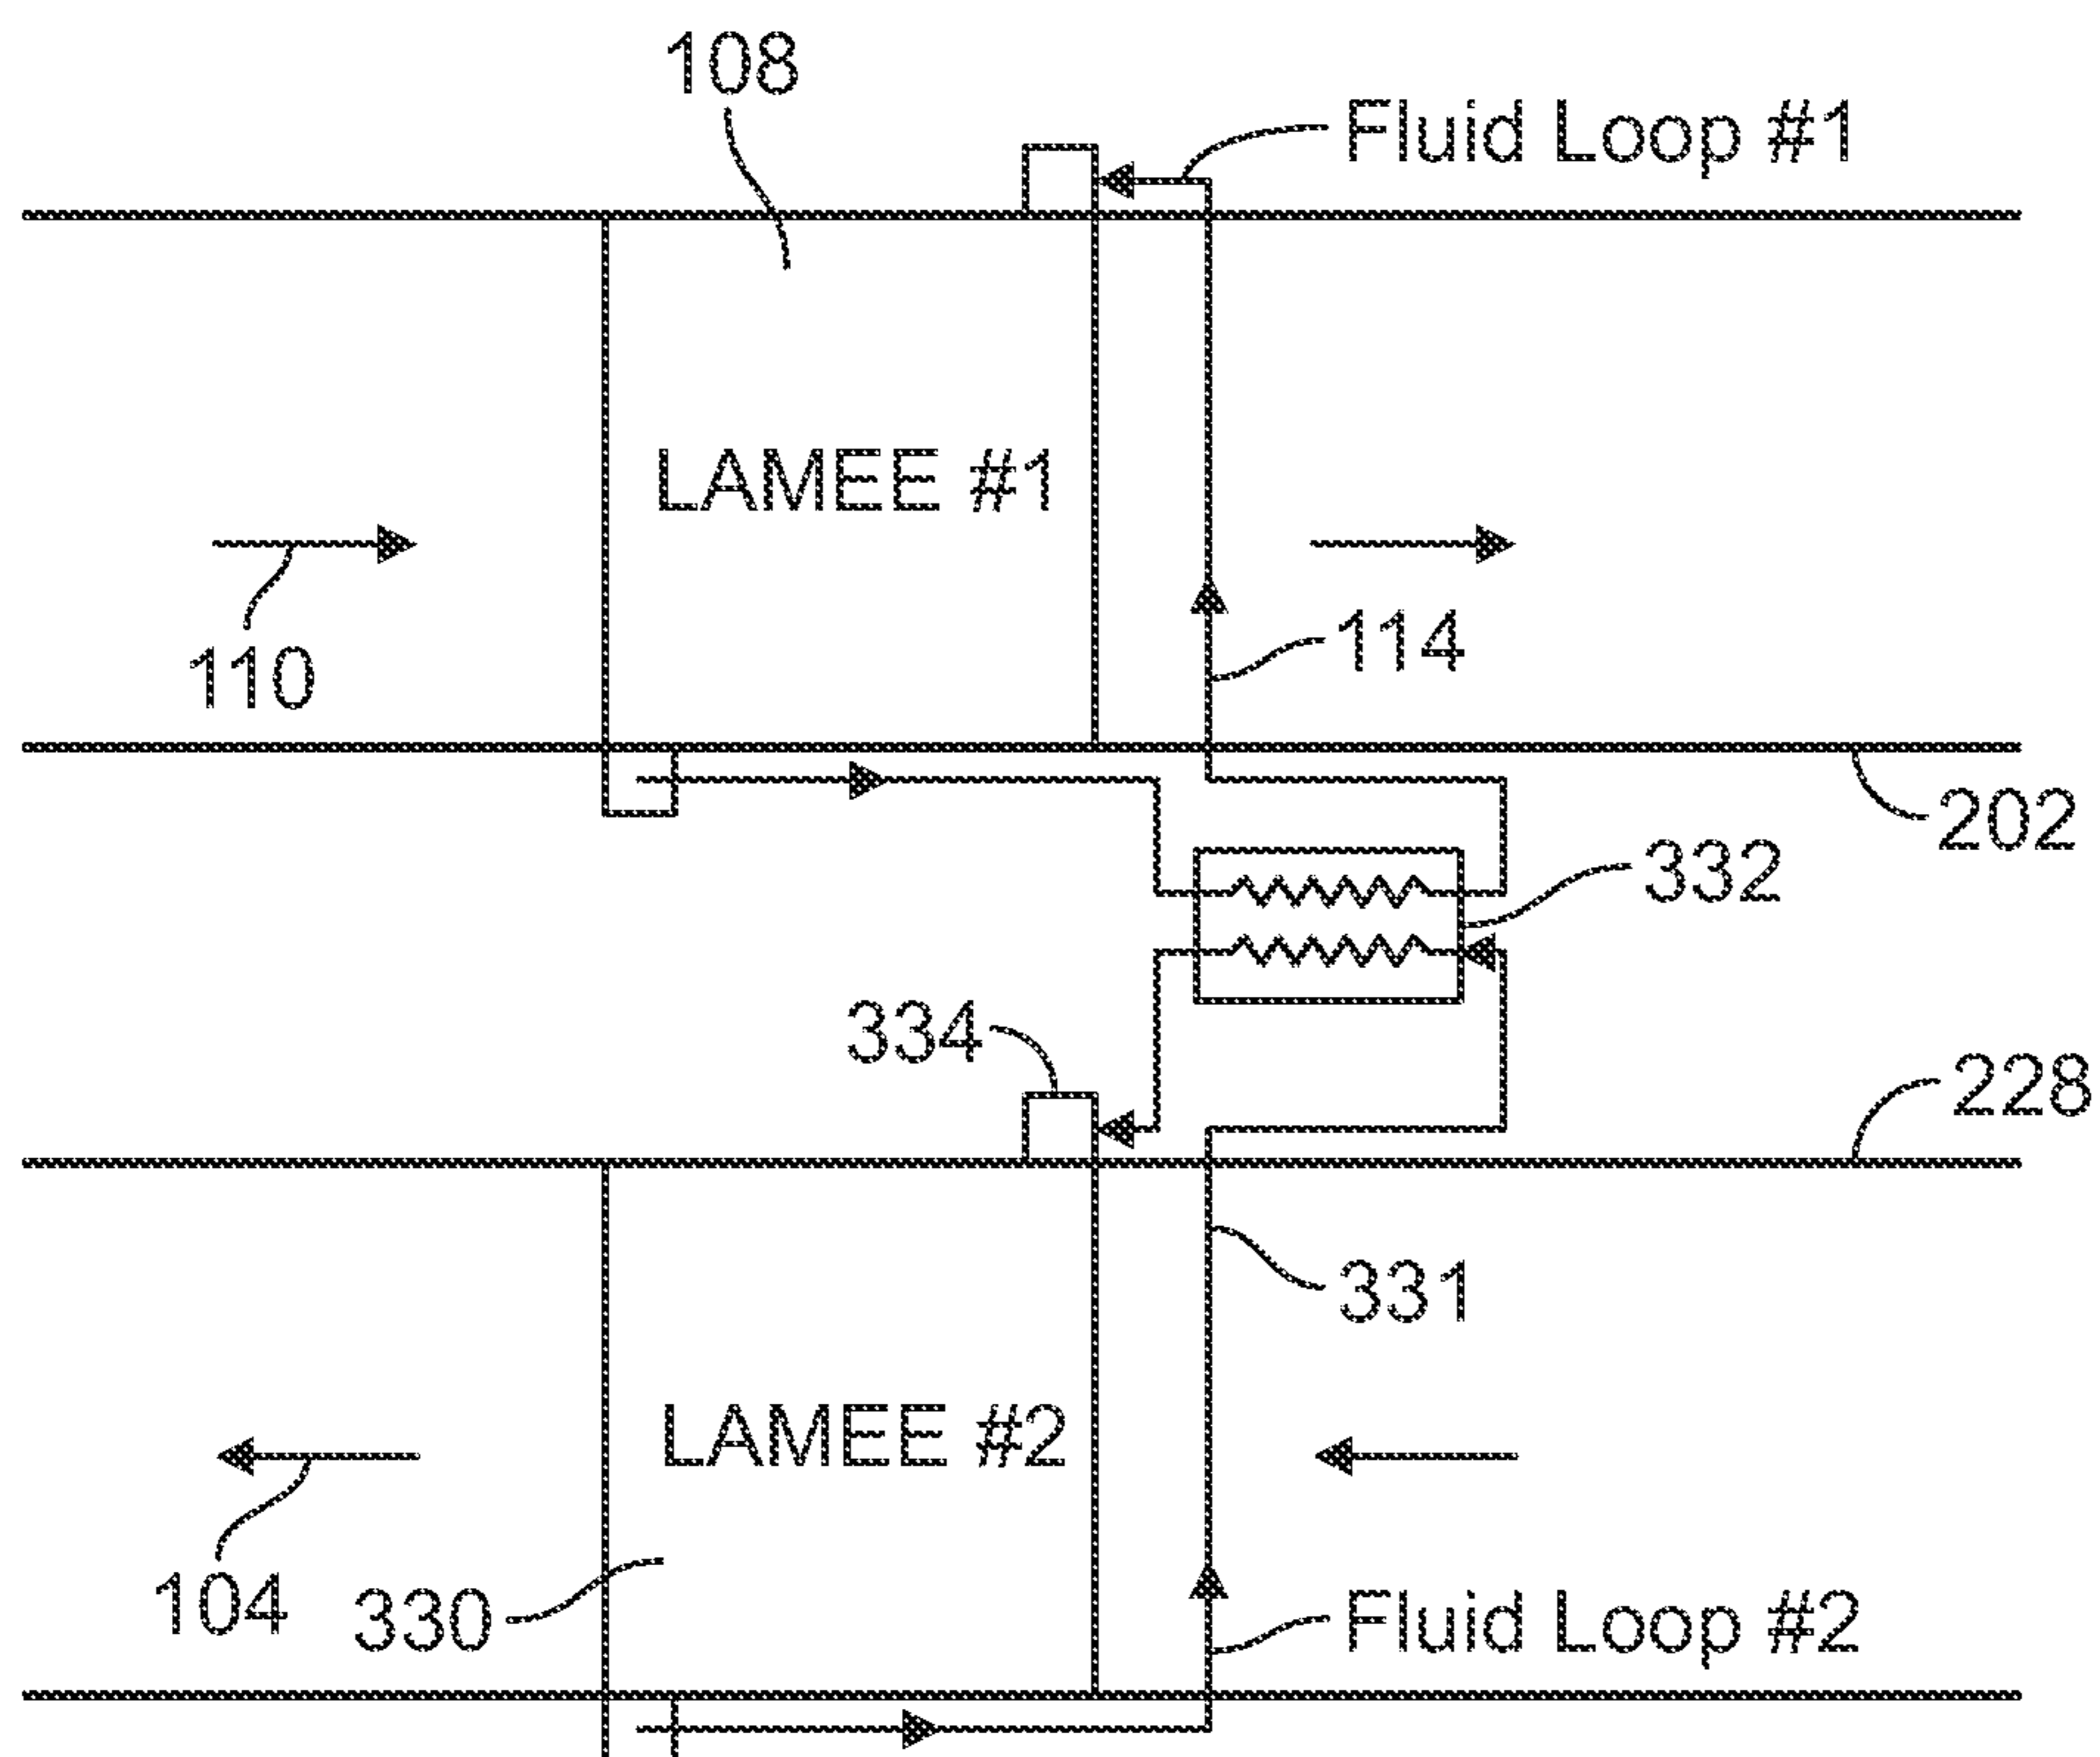 108
Fluid Loop #1
LAMEE #1
110
114
202
332
334
228
331
LAMEE #2
104
330
Fluid Loop #2